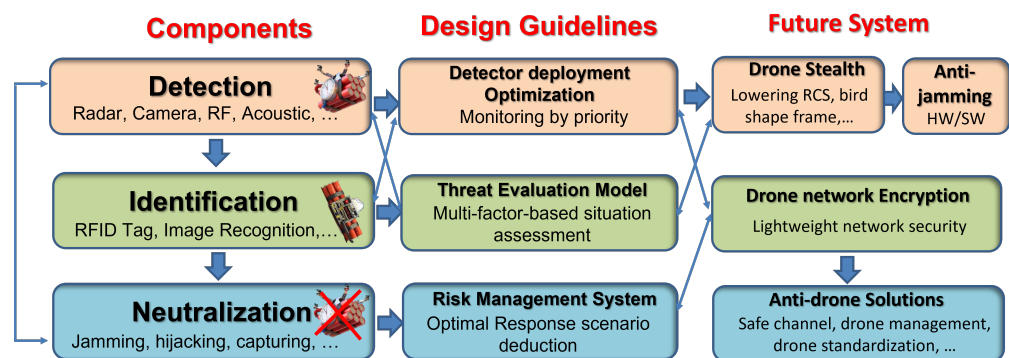 Components
Design Guidelines
Future System
Detection
Radar, Camera, RF, Acoustic, …
Detector deployment
Optimization
Monitoring by priority
Drone Stealth
Lowering RCS, bird
shape frame,…
Anti-
jamming
HW/SW
Identification
RFID Tag, Image Recognition,…
Threat Evaluation Model
Multi-factor-based situation
assessment
Drone network Encryption
Lightweight network security
Neutralization
Jamming, hijacking, capturing, …
Risk Management System
Optimal Response scenario
deduction
Anti-drone Solutions
Safe channel, drone management,
drone standardization, …